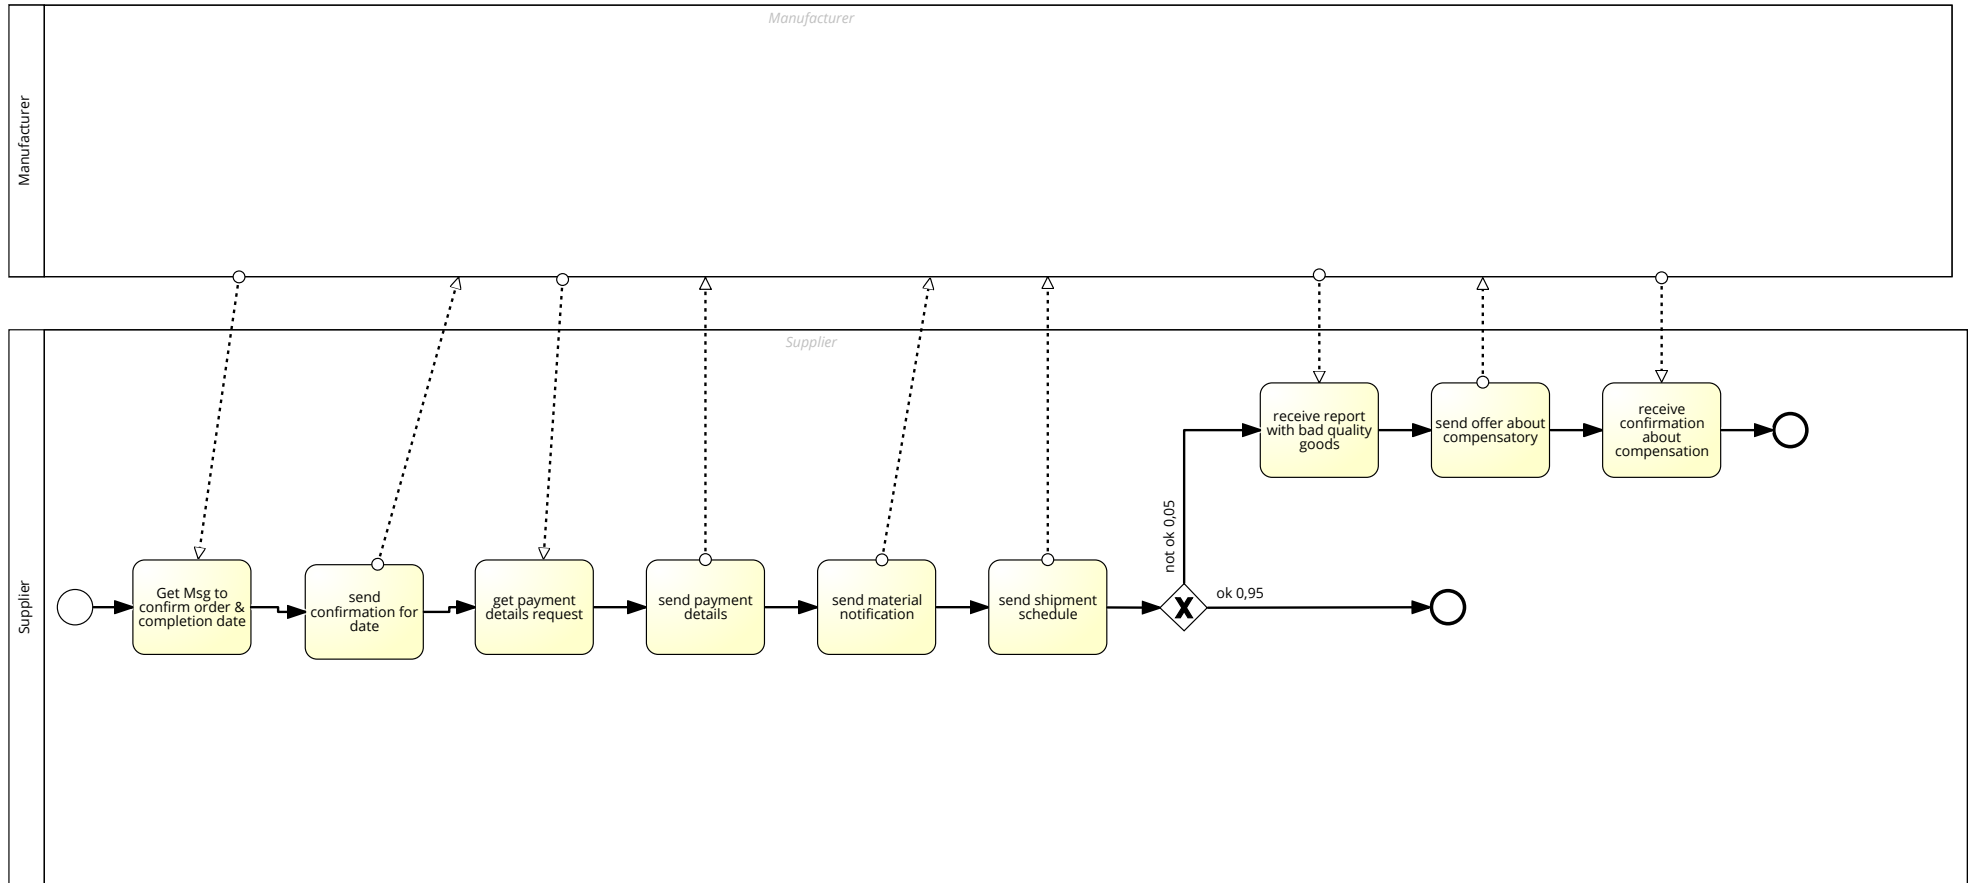 Manufacturer
Manufacturer
Supplier
Supplier
Get Msg to
confirm order &
completion date
send
confirmation for
date
get payment
details request
send payment
details
send material
notification
send shipment
schedule
not ok 0,05
ok 0,95
receive report
with bad quality
goods
send offer about
compensatory
receive
confirmation
about
compensation